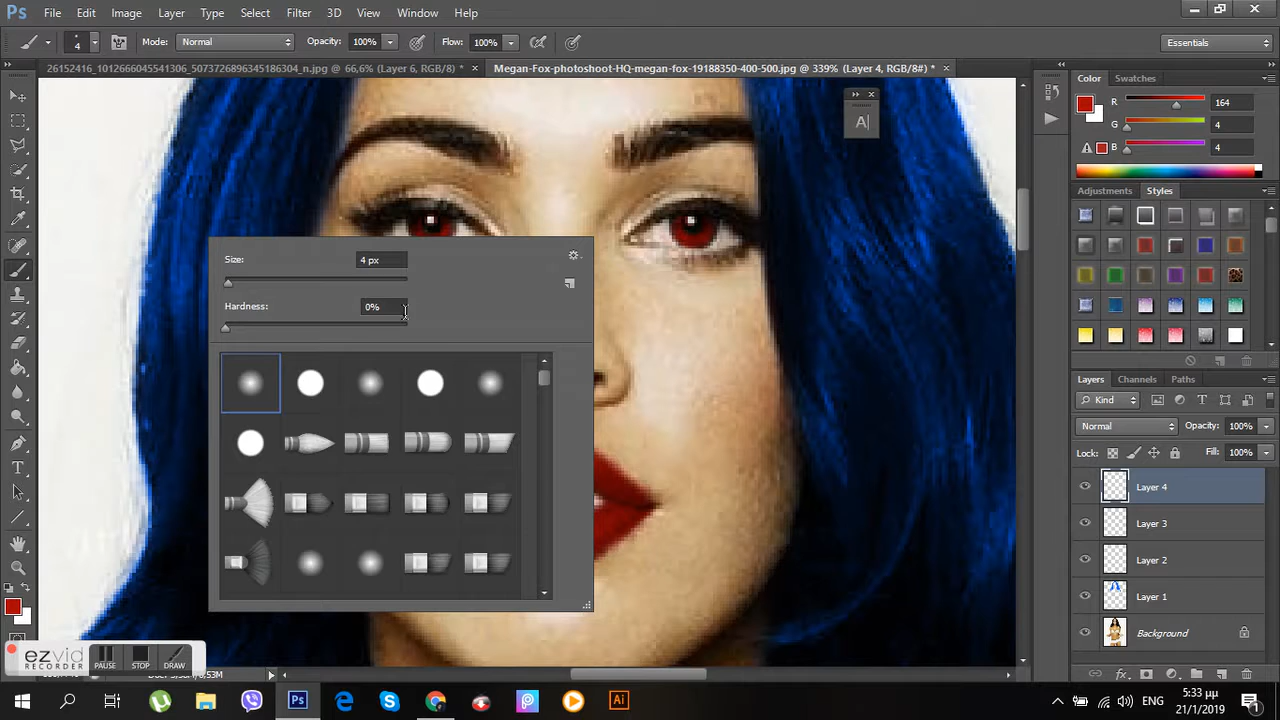 Ps File Edit Image Layer Type Select Filter 3D View Window Help
4 Mode: Normal Opacity: 100% Flow: 100% Essentials
26152416_1012666045541306_5073726896345186304_n.jpg @ 66,6% (Layer 6, RGB/8) * × Megan-Fox-photoshoot-HQ-megan-fox-19188350-400-500.jpg @ 339% (Layer 4, RGB/8#) * ×
Color Swatches
R 164
G 4
B 4
A
Adjustments Styles
Size: 4 px
Hardness: 0%
Layers Channels Paths
Kind
Normal Opacity: 100%
Lock: Fill: 100%
Layer 4
Layer 3
Layer 2
Layer 1
Background
ezvid
RECORDER
PAUSE STOP DRAW
Ps Ai ENG 5:33 μμ
21/1/2019
1